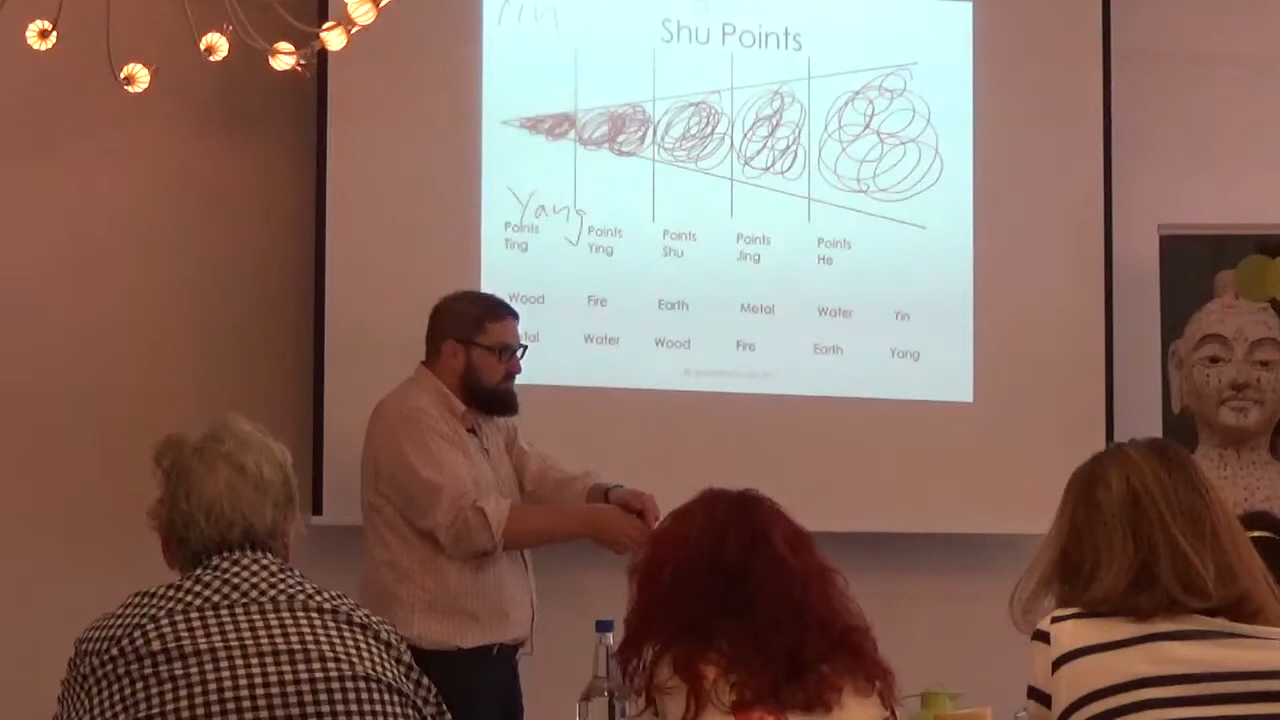 Yin
Shu Points
Yang
Points Points Points Points Points
Ting Ying Shu Jing He
Wood Fire Earth Metal Water Yin
Water Wood Fire Earth Yang